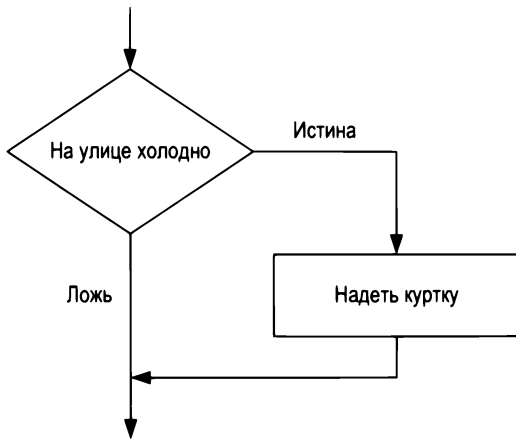 На улице холодно
Истина
Ложь
Надеть куртку